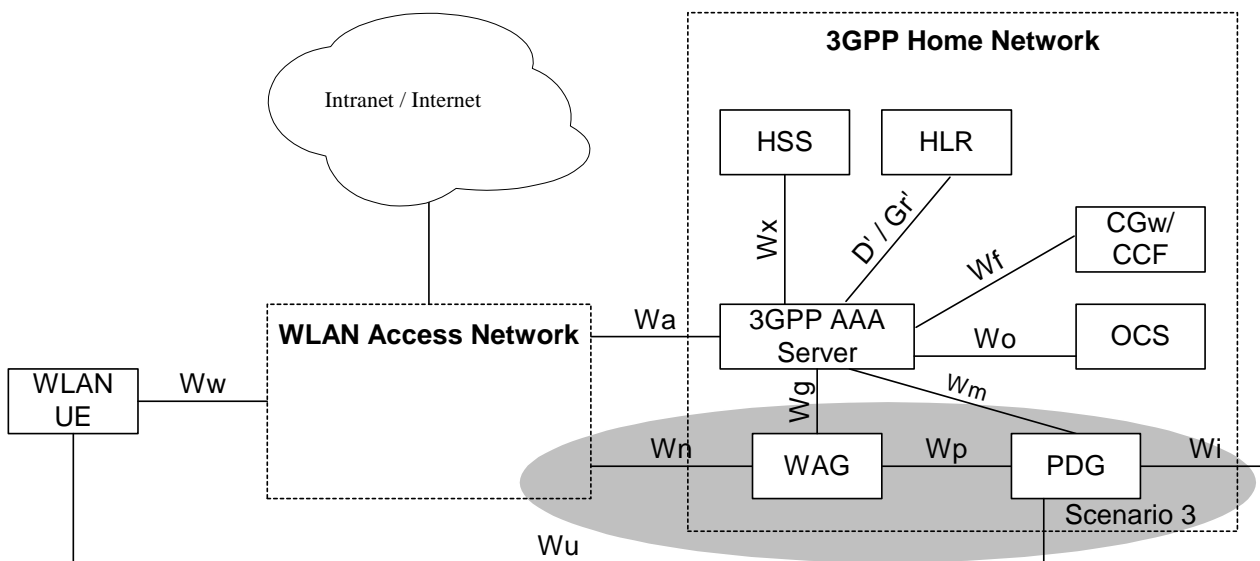 3GPP Home Network
Intranet / Internet
HSS
HLR
Wx
D' / Gr'
CGw/
CCF
Wf
WLAN Access Network
Wa
3GPP AAA
Server
Wo
OCS
WLAN
UE
Ww
Wg
Wm
Wn
WAG
Wp
PDG
Wi
Scenario 3
Wu